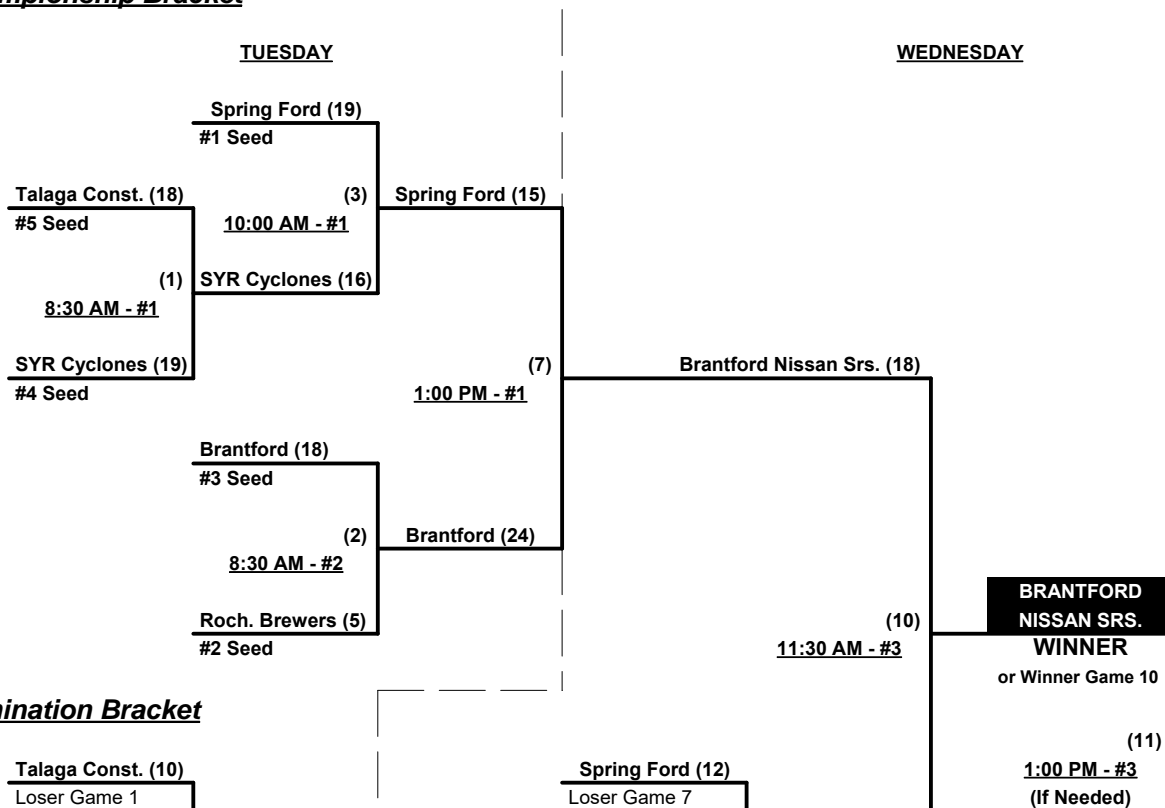 TUESDAY
WEDNESDAY
Spring Ford (19)
#1 Seed
Talaga Const. (18)
#5 Seed
(3)
10:00 AM - #1
Spring Ford (15)
(1)
8:30 AM - #1
SYR Cyclones (16)
SYR Cyclones (19)
#4 Seed
(7)
1:00 PM - #1
Brantford Nissan Srs. (18)
Brantford (18)
#3 Seed
(2)
8:30 AM - #2
Brantford (24)
Roch. Brewers (5)
#2 Seed
(10)
11:30 AM - #3
BRANTFORD
NISSAN SRS.
WINNER
or Winner Game 10
Bracket
Talaga Const. (10)
Loser Game 1
Spring Ford (12)
Loser Game 7
(11)
1:00 PM - #3
(If Needed)